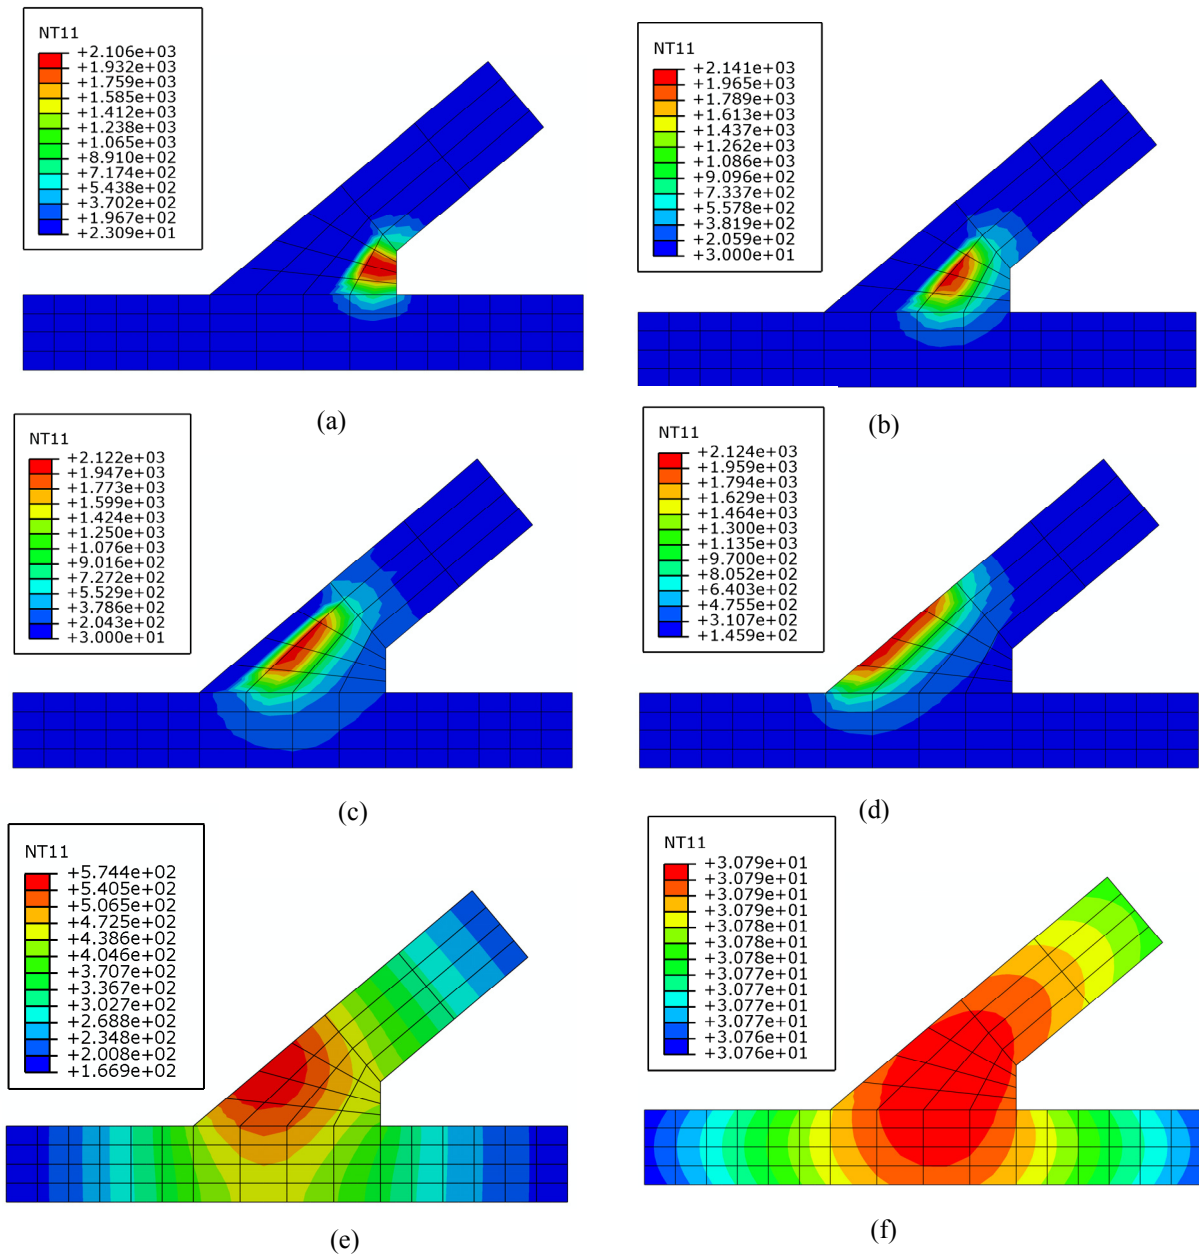 NT11
+2.106e+03
+1.932e+03
+1.759e+03
+1.585e+03
+1.412e+03
+1.238e+03
+1.065e+03
+8.910e+02
+7.174e+02
+5.438e+02
+3.702e+02
+1.967e+02
+2.309e+01
(a)
NT11
+2.141e+03
+1.965e+03
+1.789e+03
+1.613e+03
+1.437e+03
+1.262e+03
+1.086e+03
+9.096e+02
+7.337e+02
+5.578e+02
+3.819e+02
+2.059e+02
+3.000e+01
(b)
NT11
+2.122e+03
+1.947e+03
+1.773e+03
+1.599e+03
+1.424e+03
+1.250e+03
+1.076e+03
+9.016e+02
+7.272e+02
+5.529e+02
+3.786e+02
+2.043e+02
+3.000e+01
(c)
NT11
+2.124e+03
+1.959e+03
+1.794e+03
+1.629e+03
+1.464e+03
+1.300e+03
+1.135e+03
+9.700e+02
+8.052e+02
+6.403e+02
+4.755e+02
+3.107e+02
+1.459e+02
(d)
NT11
+5.744e+02
+5.405e+02
+5.065e+02
+4.725e+02
+4.386e+02
+4.046e+02
+3.707e+02
+3.367e+02
+3.027e+02
+2.688e+02
+2.348e+02
+2.008e+02
+1.669e+02
(e)
NT11
+3.079e+01
+3.079e+01
+3.079e+01
+3.079e+01
+3.078e+01
+3.078e+01
+3.078e+01
+3.077e+01
+3.077e+01
+3.077e+01
+3.077e+01
+3.076e+01
+3.076e+01
(f)